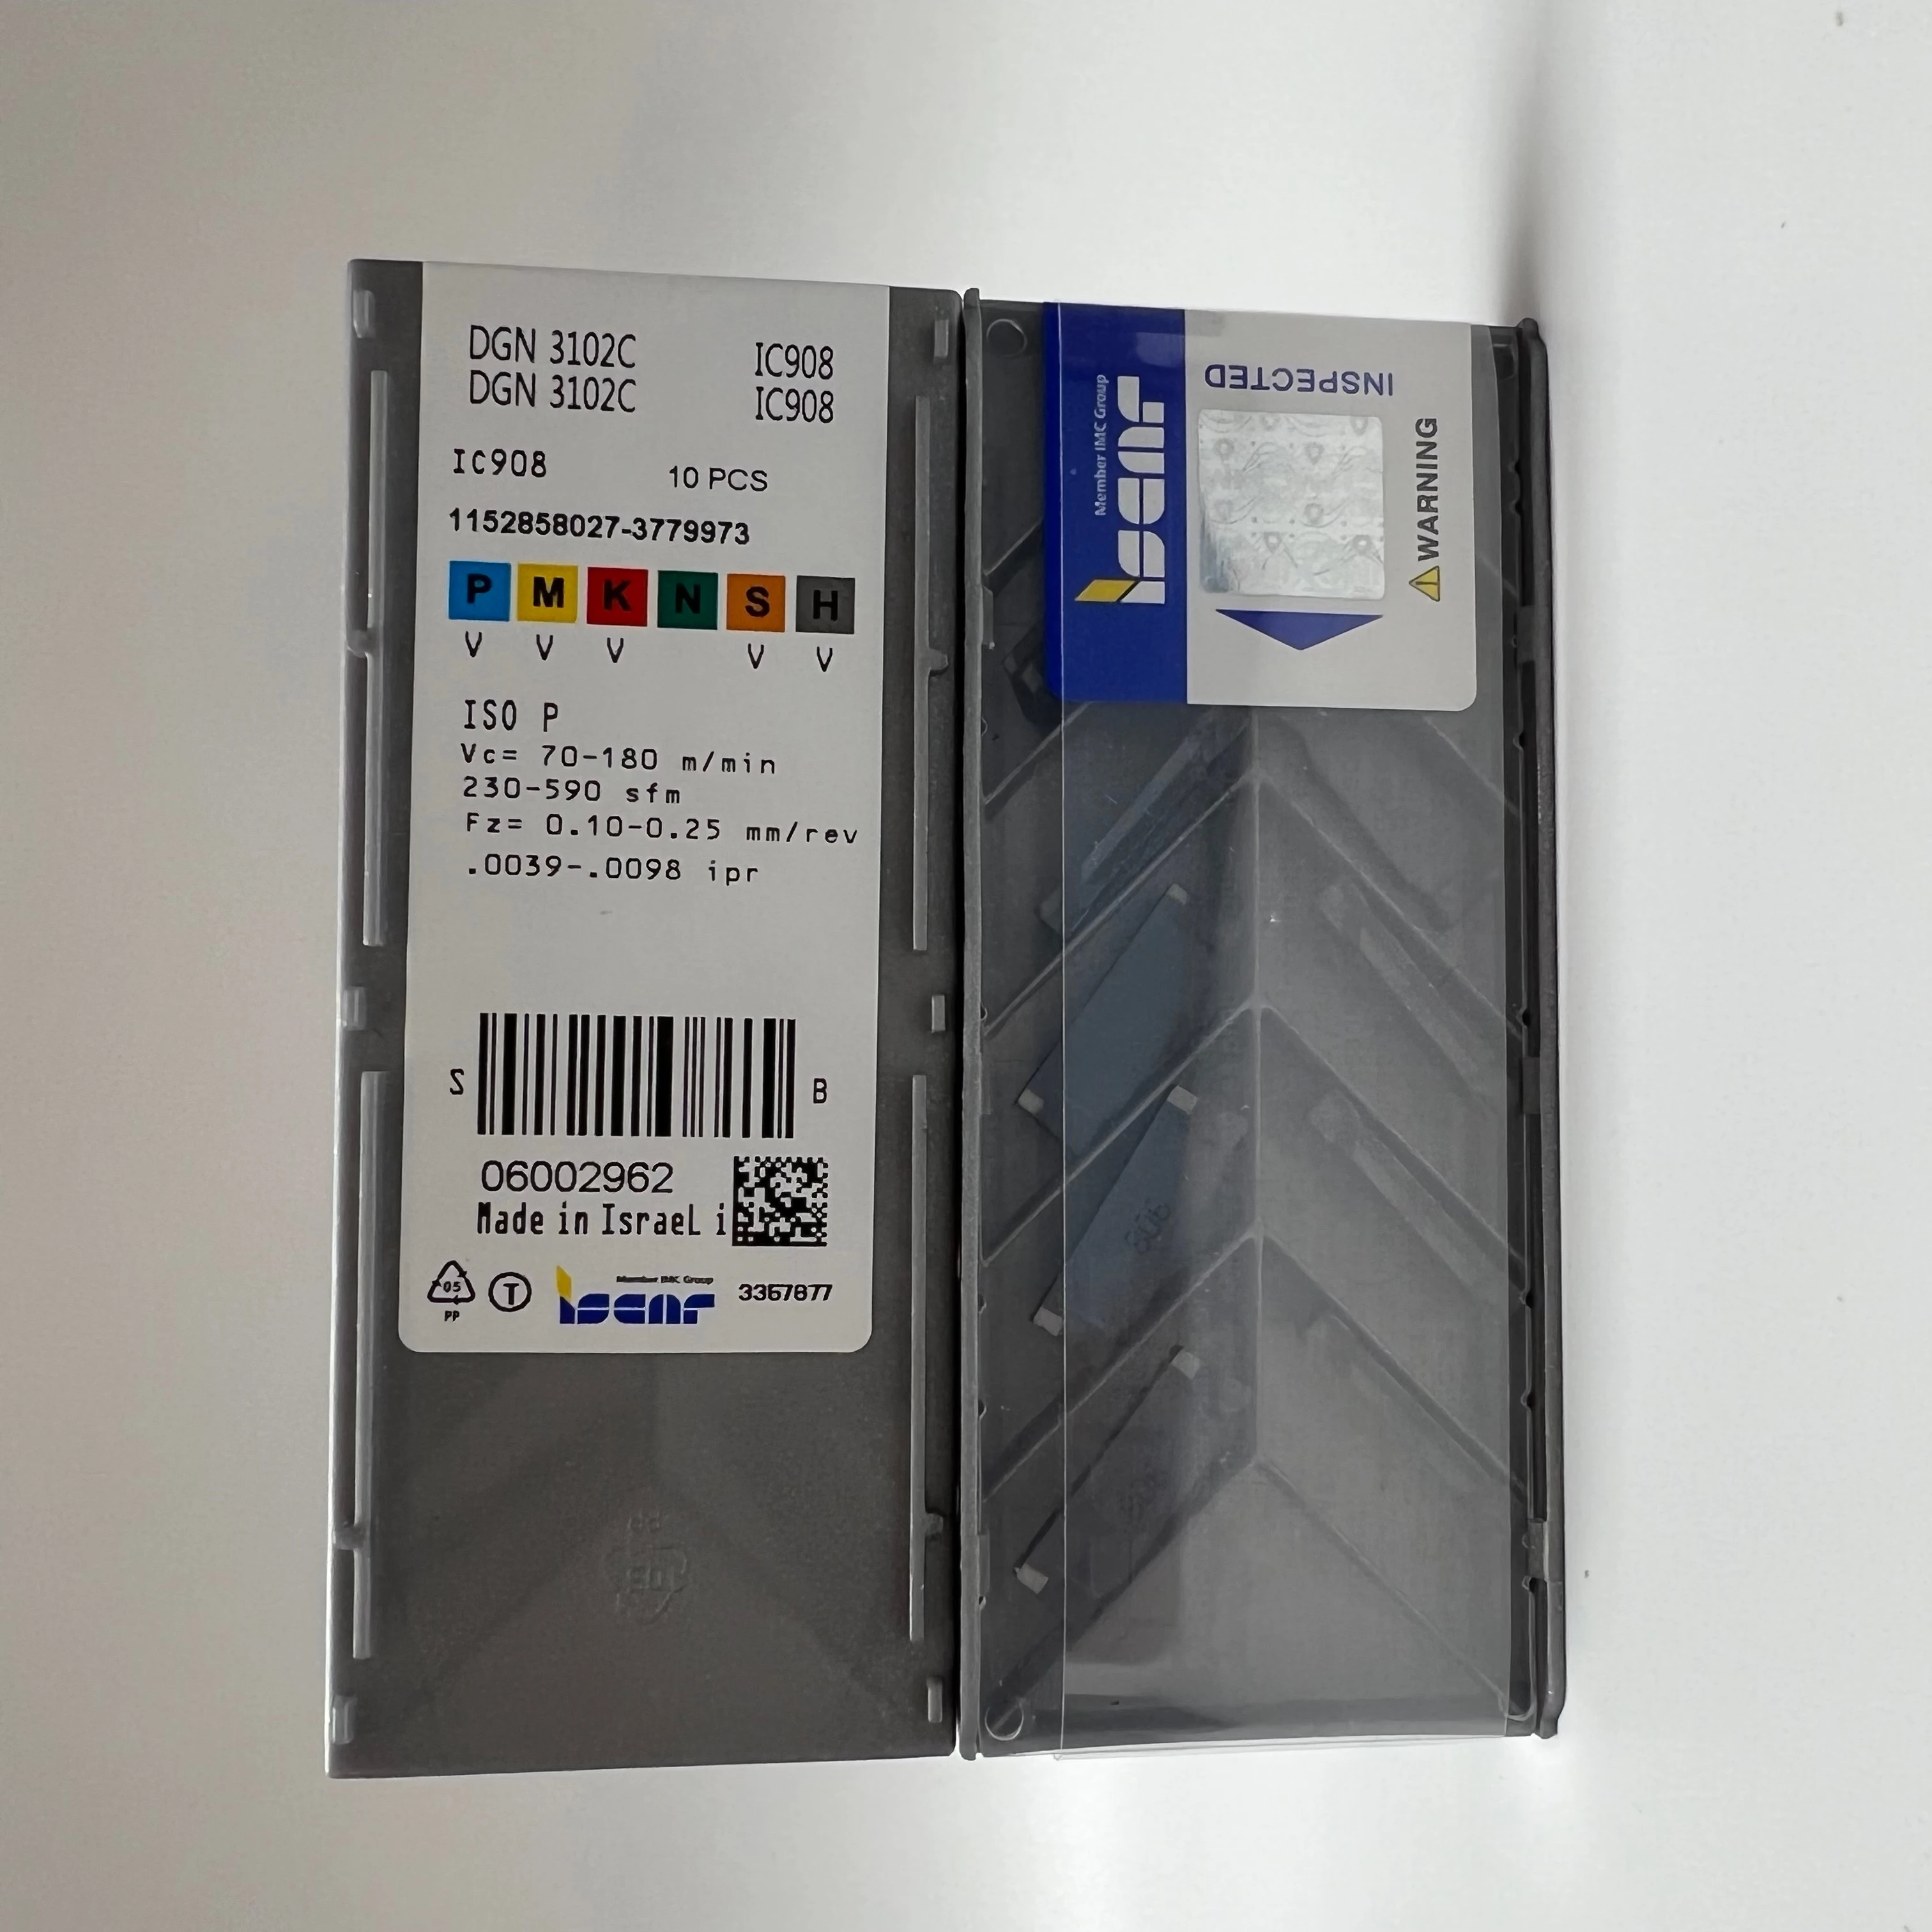 DGN 3102C IC908
DGN 3102C IC908
IC908 10 PCS
1152858027-3779973
P M K N S H
V V V V V
ISO P
Vc= 70-180 m/min
230-590 sfm
Fz= 0.10-0.25 mm/rev
.0039-.0098 ipr
S B
06002962
Made in Israel i
05
PP
T
Member IMC Group
iscar
3357877
Member IMC Group
iscar
INSPECTED
WARNING
908